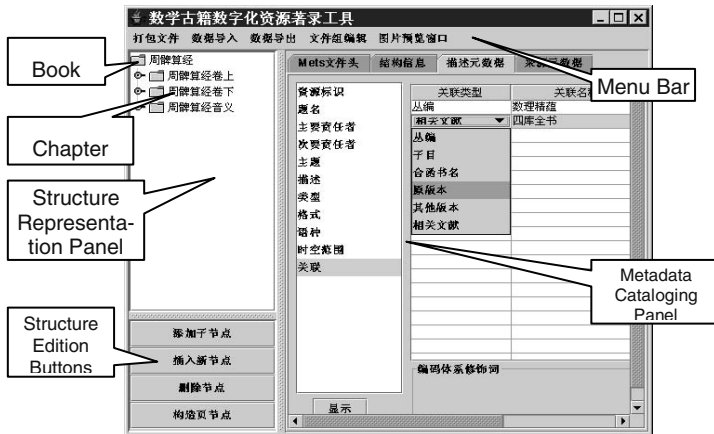 数学古籍数字化资源著录工具
打包文件 数据导入 数据导出 文件组编辑 图片预览窗口
Book
Chapter
Structure
Representa-
tion Panel
Structure
Edition
Buttons
周髀算经
周髀算经卷上
周髀算经卷下
周髀算经音义
添加子节点
插入新节点
删除节点
构造页节点
Mets文件头 结构信息 描述元数据 来源元数据
Menu Bar
资源标识
题名
主要责任者
次要责任者
主题
描述
类型
格式
语种
时空范围
关联
显示
关联类型 关联名称
丛编 数理精蕴
相关文献 四库全书
丛编
子目
合函书名
原版本
其他版本
相关文献
Metadata
Cataloging
Panel
编码体系修饰词